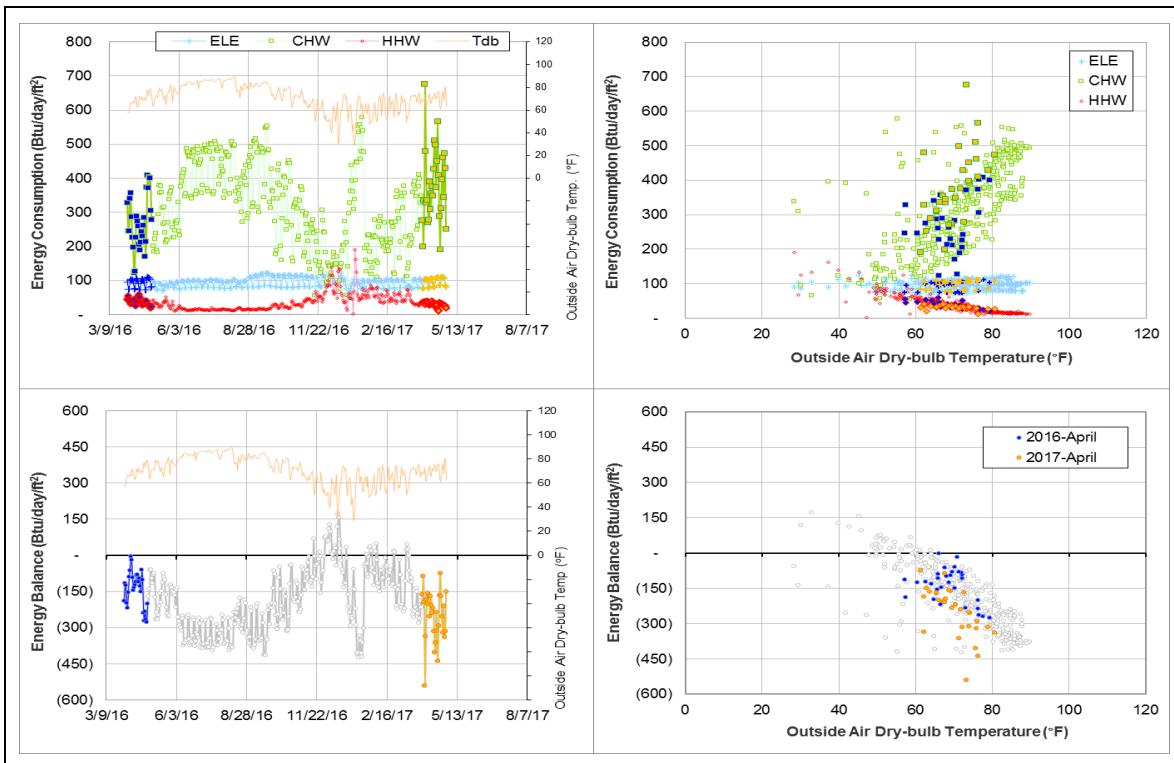 ELE CHW HHW Tdb
Energy Consumption (Btu/day/ft²)
800
700
600
500
400
300
200
100
-
120
100
80
60
40
20
0
Outside Air Dry-bulb Temp. (°F)
3/9/16 6/3/16 8/28/16 11/22/16 2/16/17 5/13/17 8/7/17
Energy Consumption (Btu/day/ft²)
800
700
600
500
400
300
200
100
-
ELE
CHW
HHW
0 20 40 60 80 100 120
Outside Air Dry-bulb Temperature (°F)
Energy Balance (Btu/day/ft²)
600
450
300
150
-
(150)
(300)
(450)
(600)
120
100
80
60
40
20
0
Outside Air Dry-bulb Temp (°F)
3/9/16 6/3/16 8/28/16 11/22/16 2/16/17 5/13/17 8/7/17
Energy Balance (Btu/day/ft²)
600
450
300
150
-
(150)
(300)
(450)
(600)
2016-April
2017-April
0 20 40 60 80 100 120
Outside Air Dry-bulb Temperature (°F)